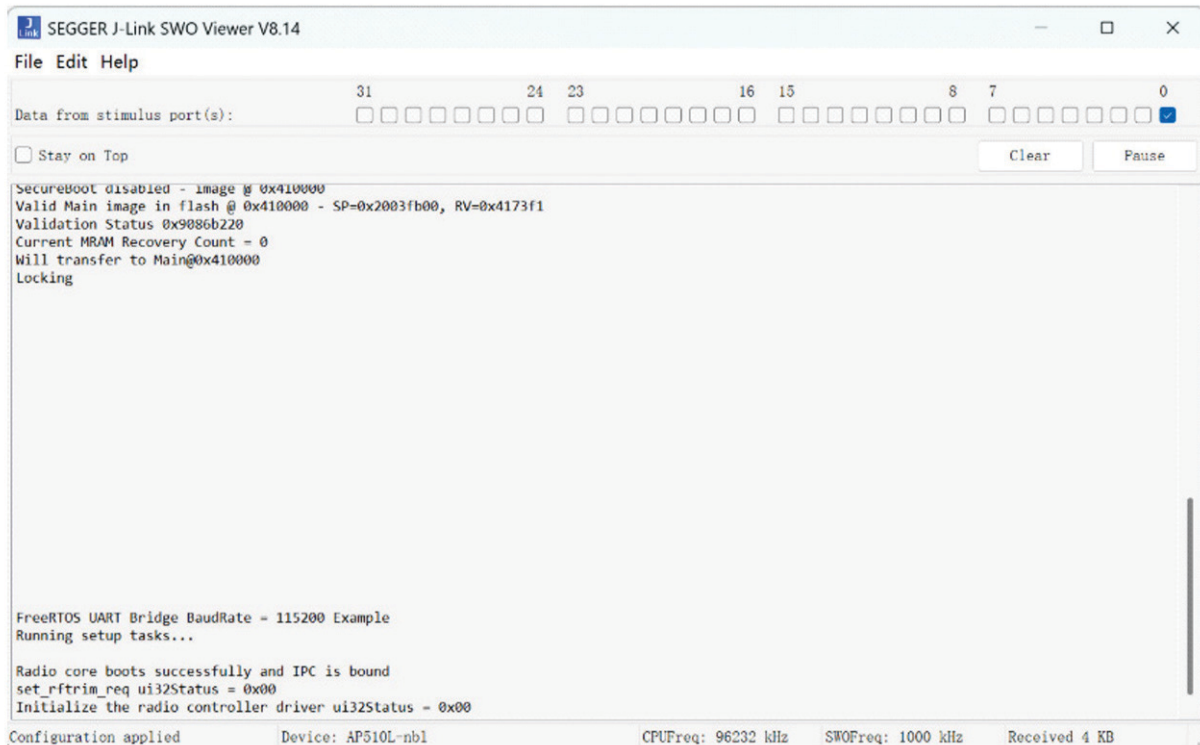 J Link SEGGER J-Link SWO Viewer V8.14
File Edit Help
31 24 23 16 15 8 7 0
Data from stimulus port(s):
Stay on Top Clear Pause
SecureBoot disabled - image @ 0x410000
Valid Main image in flash @ 0x410000 - SP=0x2003fb00, RV=0x4173f1
Validation Status 0x9086b220
Current MRAM Recovery Count = 0
Will transfer to Main@0x410000
Locking
FreeRTOS UART Bridge BaudRate = 115200 Example
Running setup tasks...
Radio core boots successfully and IPC is bound
set_rftrim_req ui32Status = 0x00
Initialize the radio controller driver ui32Status = 0x00
Configuration applied Device: AP510L-nbl CPUFreq: 96232 kHz SWOFreq: 1000 kHz Received 4 KB